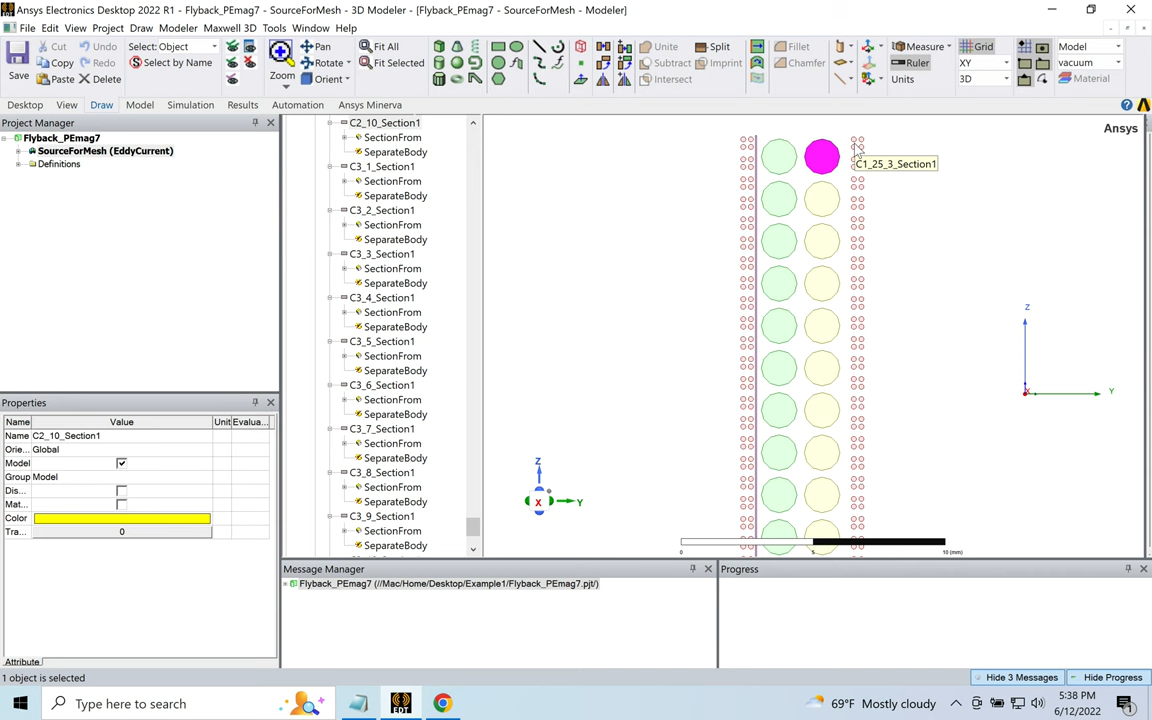 Ansys Electronics Desktop 2022 R1 - Flyback_PEmag7 - SourceForMesh - 3D Modeler - [Flyback_PEmag7 - SourceForMesh - Modeler]
File Edit View Project Draw Modeler Maxwell 3D Tools Window Help
Save
Cut
Undo
Copy
Redo
Paste
Delete
Select: Object
Select by Name
Zoom
Pan
Rotate
Orient
Fit All
Fit Selected
Unite
Split
Subtract
Imprint
Intersect
Fillet
Chamfer
Measure
Ruler
Units
Grid
XY
3D
Model
vacuum
Material
Desktop View Draw Model Simulation Results Automation Ansys Minerva
Project Manager
Flyback_PEmag7
SourceForMesh (EddyCurrent)
Definitions
C2_10_Section1
SectionFrom
SeparateBody
C3_1_Section1
SectionFrom
SeparateBody
C3_2_Section1
SectionFrom
SeparateBody
C3_3_Section1
SectionFrom
SeparateBody
C3_4_Section1
SectionFrom
SeparateBody
C3_5_Section1
SectionFrom
SeparateBody
C3_6_Section1
SectionFrom
SeparateBody
C3_7_Section1
SectionFrom
SeparateBody
C3_8_Section1
SectionFrom
SeparateBody
C3_9_Section1
SectionFrom
SeparateBody
Ansys
C1_25_3_Section1
Z
Y
X
Z
Y
X
0 5 10 (mm)
Properties
Name Value Unit Evalua...
Name C2_10_Section1
Orie... Global
Model
Group Model
Dis...
Mat...
Color
Tra... 0
Attribute
Message Manager
Flyback_PEmag7 (//Mac/Home/Desktop/Example1/Flyback_PEmag7.pjt/)
Progress
1 object is selected
Hide 3 Messages
Hide Progress
Type here to search
EDT
69°F Mostly cloudy
5:38 PM
6/12/2022
1